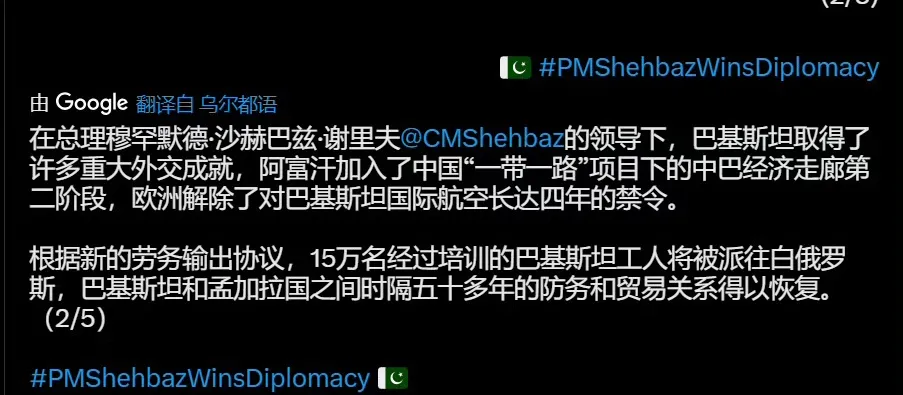 (2/5)
#PMShehbazWinsDiplomacy
由 Google 翻译自 乌尔都语
在总理穆罕默德·沙赫巴兹·谢里夫@CMShehbaz的领导下，巴基斯坦取得了
许多重大外交成就，阿富汗加入了中国“一带一路”项目下的中巴经济走廊第
二阶段，欧洲解除了对巴基斯坦国际航空长达四年的禁令。
根据新的劳务输出协议，15万名经过培训的巴基斯坦工人将被派往白俄罗
斯，巴基斯坦和孟加拉国之间时隔五十多年的防务和贸易关系得以恢复。
（2/5）
#PMShehbazWinsDiplomacy